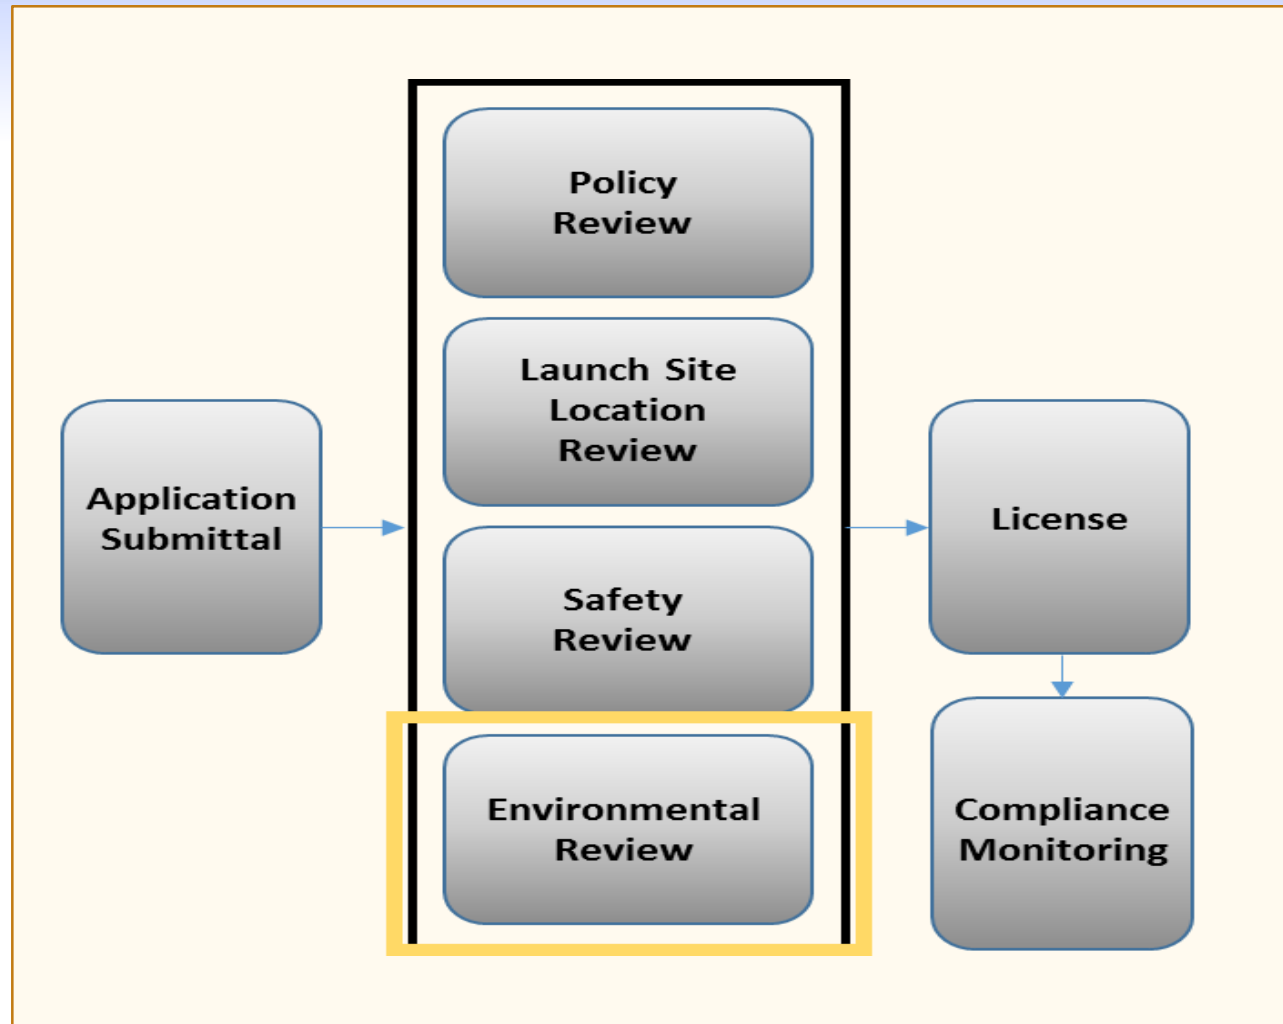 Application
Submittal
Policy
Review
Launch Site
Location
Review
Safety
Review
Environmental
Review
License
Compliance
Monitoring